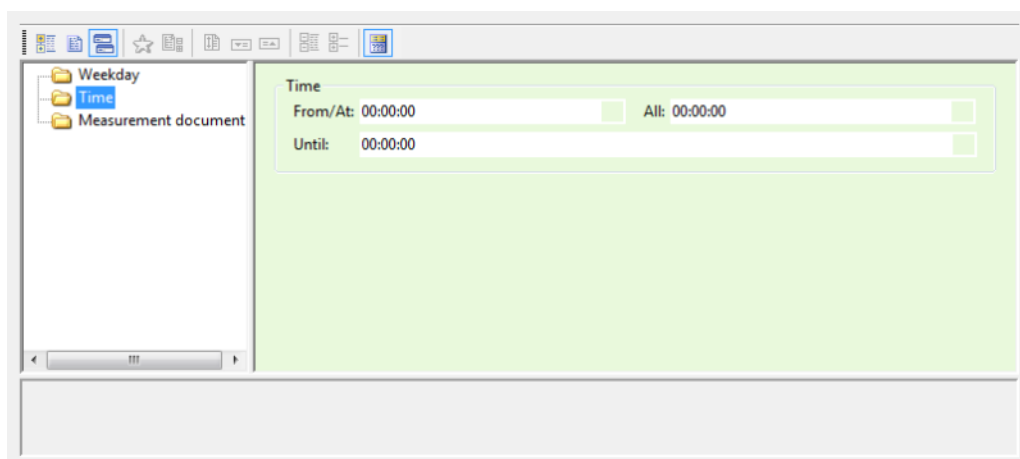 Weekday
Time
Measurement document
Time
From/At: 00:00:00 All: 00:00:00
Until: 00:00:00